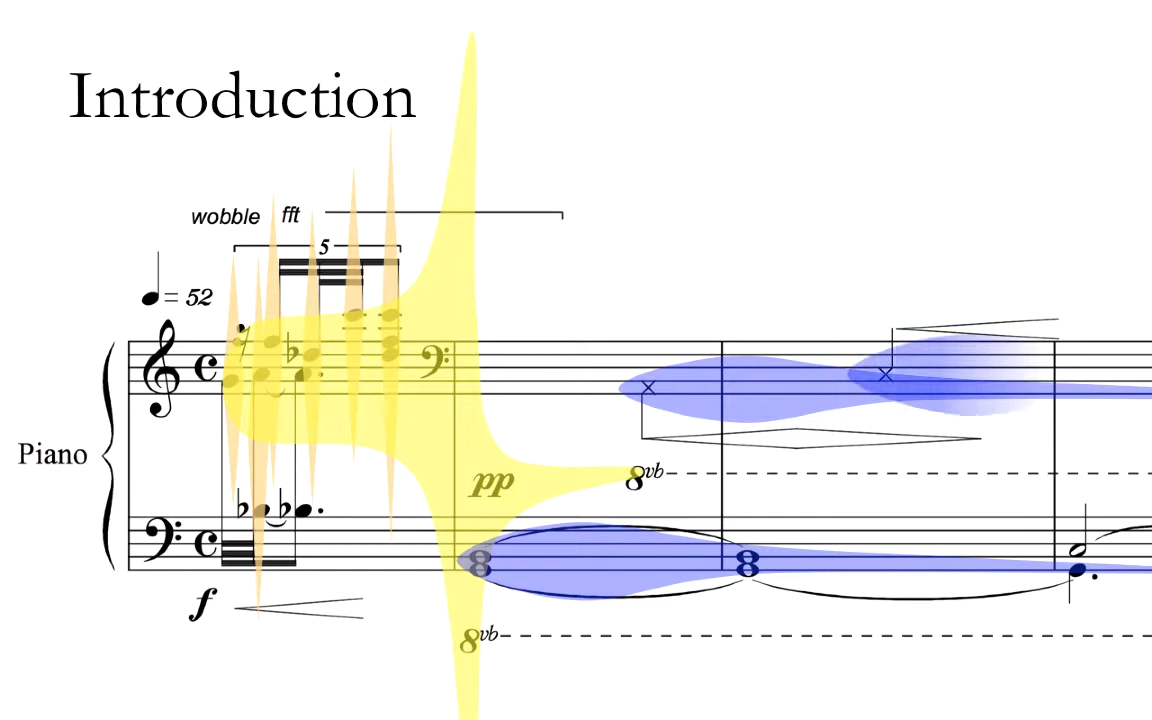 Introduction
wobble fft
5
= 52
Piano
pp
8vb
f
8vb